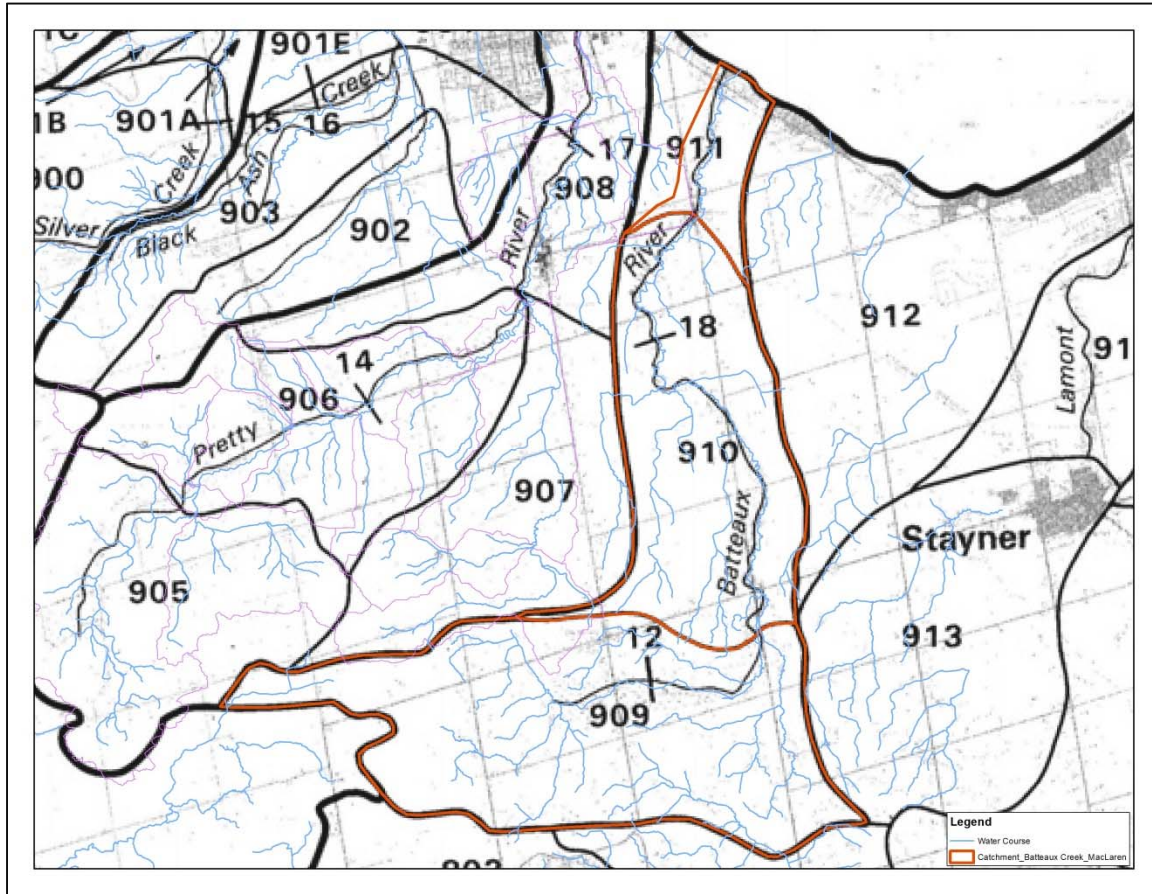 901E
Creek
901A
15
16
17
911
1B
900
Creek
Ash
908
903
Silver
Black
902
River
River
912
18
14
91
Lamont
906
Pretty
910
907
Batteaux
Stayner
905
12
913
909
Legend
Water Course
Catchment_Batteaux Creek_MacLaren